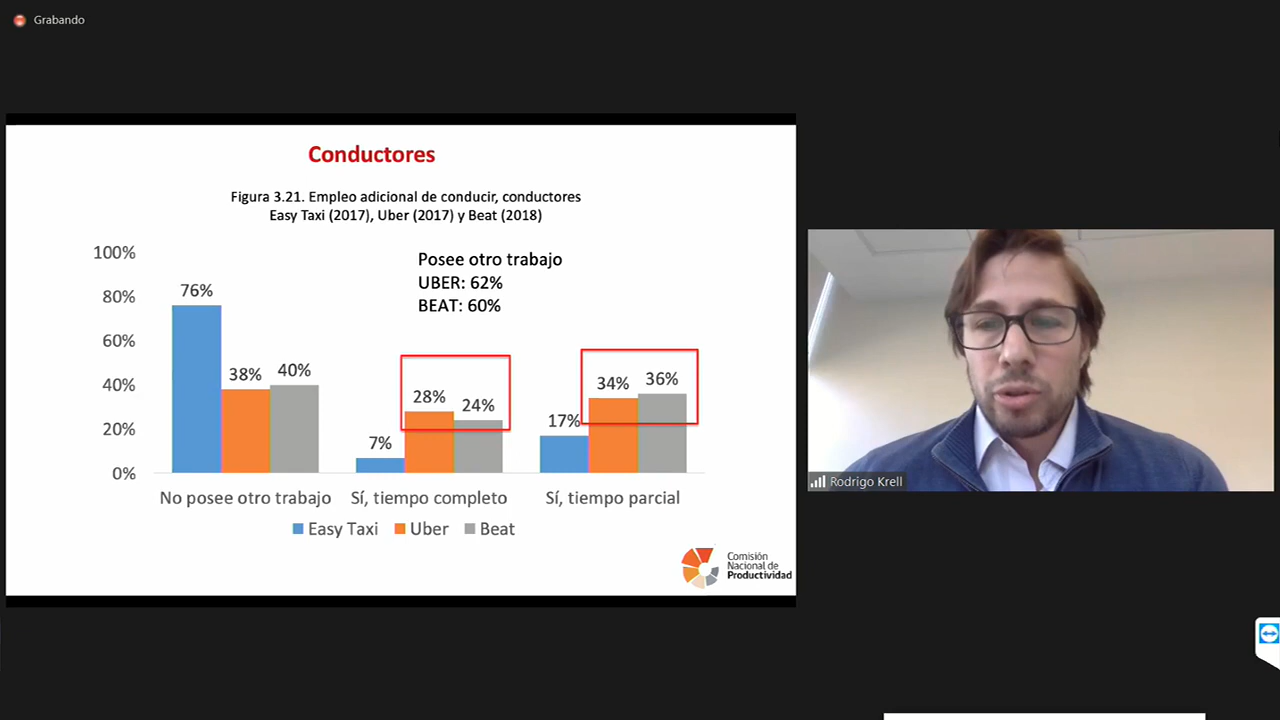 Grabando
Conductores
Figura 3.21. Empleo adicional de conducir, conductores
Easy Taxi (2017), Uber (2017) y Beat (2018)
Posee otro trabajo
UBER: 62%
BEAT: 60%
100%
80%
60%
40%
20%
0%
76%
38%
40%
7%
28%
24%
17%
34%
36%
No posee otro trabajo
Sí, tiempo completo
Sí, tiempo parcial
Easy Taxi
Uber
Beat
Comisión
Nacional de
Productividad
Rodrigo Krell